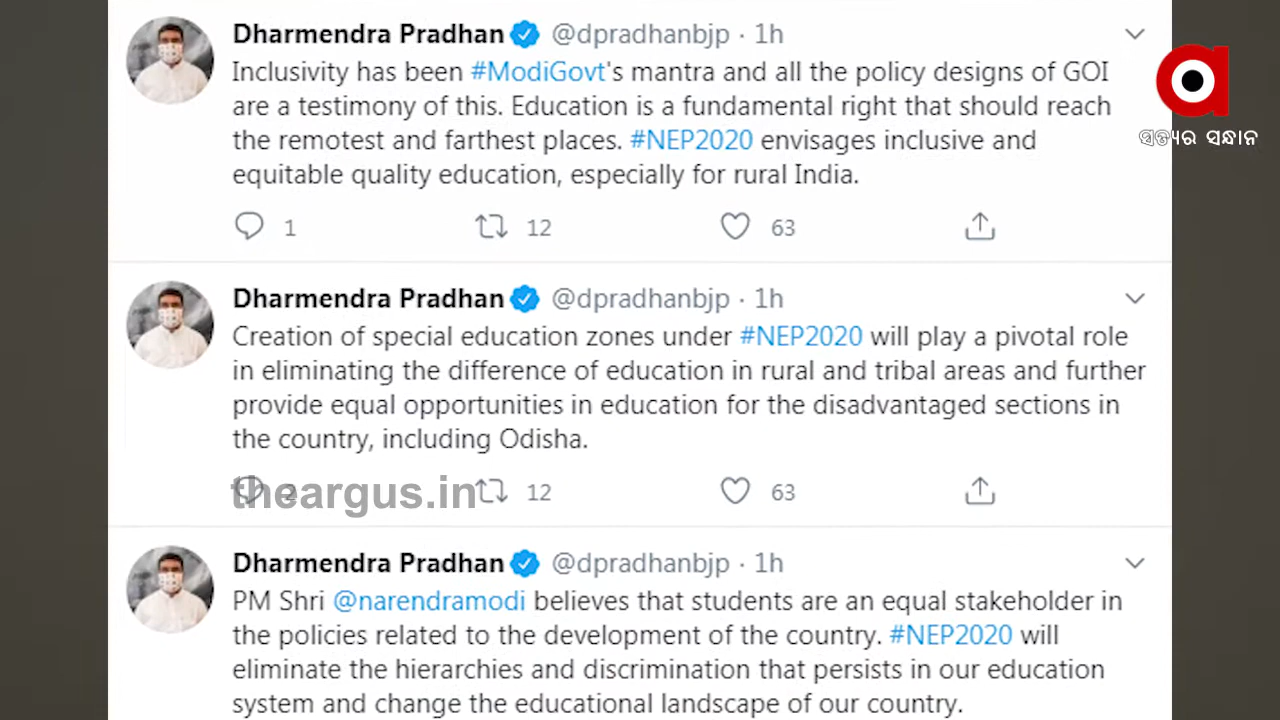 Dharmendra Pradhan @dpradhanbjp · 1h
Inclusivity has been #ModiGovt's mantra and all the policy designs of GOI
are a testimony of this. Education is a fundamental right that should reach
the remotest and farthest places. #NEP2020 envisages inclusive and
equitable quality education, especially for rural India.
1 12 63
ସତ୍ୟର ସନ୍ଧାନ
Dharmendra Pradhan @dpradhanbjp · 1h
Creation of special education zones under #NEP2020 will play a pivotal role
in eliminating the difference of education in rural and tribal areas and further
provide equal opportunities in education for the disadvantaged sections in
the country, including Odisha.
2 12 63
theargus.in
Dharmendra Pradhan @dpradhanbjp · 1h
PM Shri @narendramodi believes that students are an equal stakeholder in
the policies related to the development of the country. #NEP2020 will
eliminate the hierarchies and discrimination that persists in our education
system and change the educational landscape of our country.